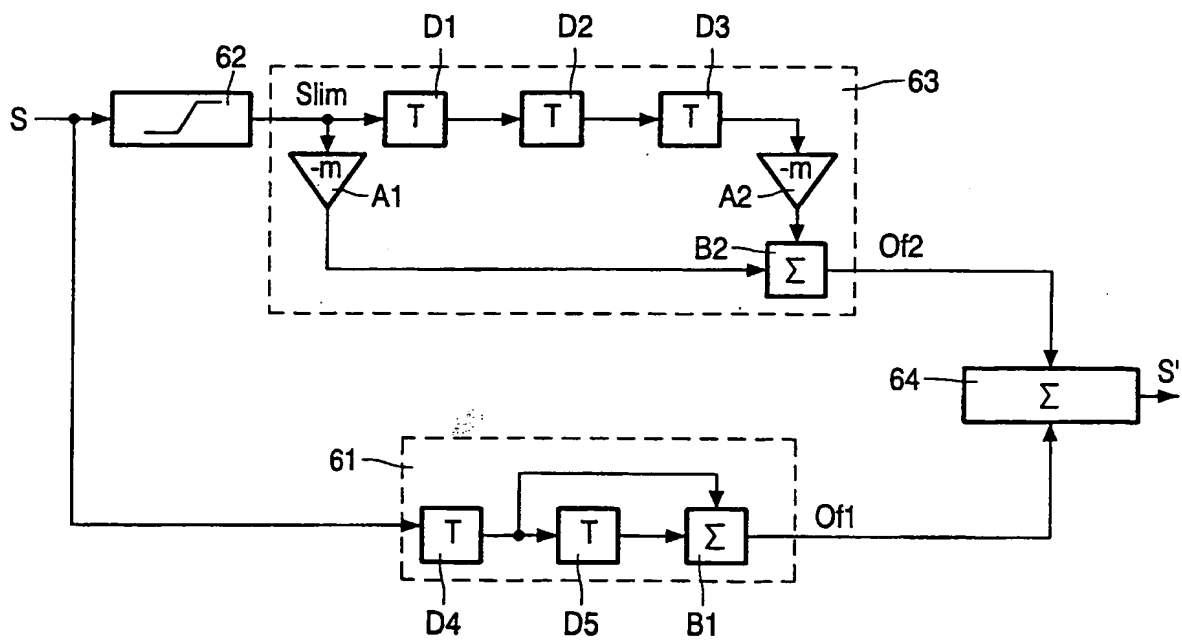 D1 D2 D3
62
63
Slim
S
T T T
-m -m
A1 A2
B2
Of2
Σ
64
Σ
S'
61
Of1
T T Σ
D4 D5 B1